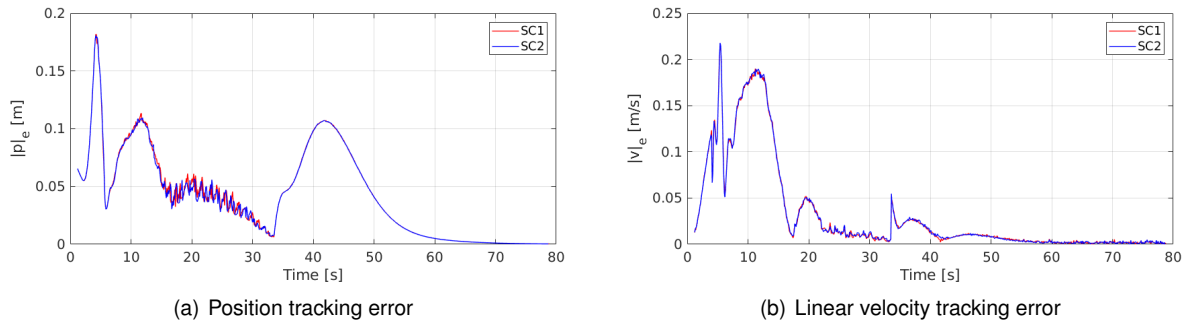 0.2
0.15
0.1
0.05
0
|p|e [m]
SC1
SC2
0 10 20 30 40 50 60 70 80
Time [s]
(a) Position tracking error
0.25
0.2
0.15
0.1
0.05
0
|v|e [m/s]
SC1
SC2
0 10 20 30 40 50 60 70 80
Time [s]
(b) Linear velocity tracking error